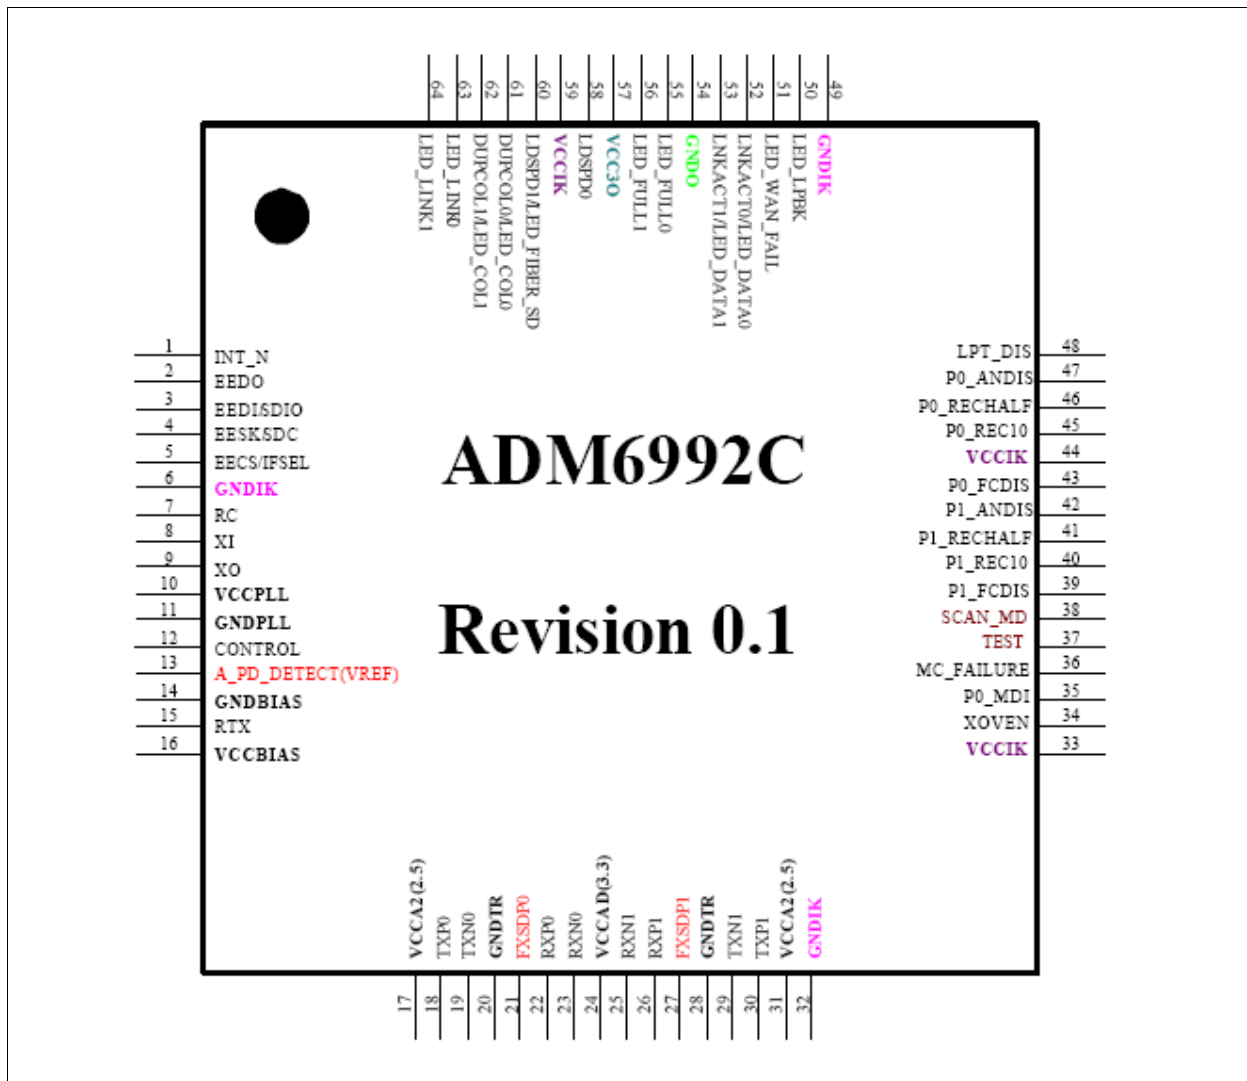 64
63
62
61
60
59
58
57
56
55
54
53
52
51
50
49
LED_LINK1
LED_LINK0
DUPCOL1/LED_COL1
DUPCOL0/LED_COL0
LDSPD1/LED_FIBER_SD
VCCIK
LDSPD0
VCC3O
LED_FULL1
LED_FULL0
GNDO
LNKACT1/LED_DATA1
LNKACT0/LED_DATA0
LED_WAN_FAIL
LED_LPBK
GNDIK
1 INT_N
2 EEDO
3 EEDI/SDIO
4 EESK/SDC
5 EECS/IFSEL
6 GNDIK
7 RC
8 XI
9 XO
10 VCCPLL
11 GNDPLL
12 CONTROL
13 A_PD_DETECT(VREF)
14 GNDBIAS
15 RTX
16 VCCBIAS
ADM6992C
Revision 0.1
LPT_DIS 48
P0_ANDIS 47
P0_RECHALF 46
P0_REC10 45
VCCIK 44
P0_FCDIS 43
P1_ANDIS 42
P1_RECHALF 41
P1_REC10 40
P1_FCDIS 39
SCAN_MD 38
TEST 37
MC_FAILURE 36
P0_MDI 35
XOVEN 34
VCCIK 33
VCCA2(2.5)
TXP0
TXN0
GNDTR
FXSDP0
RXP0
RXN0
VCCAD(3.3)
RXN1
RXP1
FXSDP1
GNDTR
TXN1
TXP1
VCCA2(2.5)
GNDIK
17
18
19
20
21
22
23
24
25
26
27
28
29
30
31
32